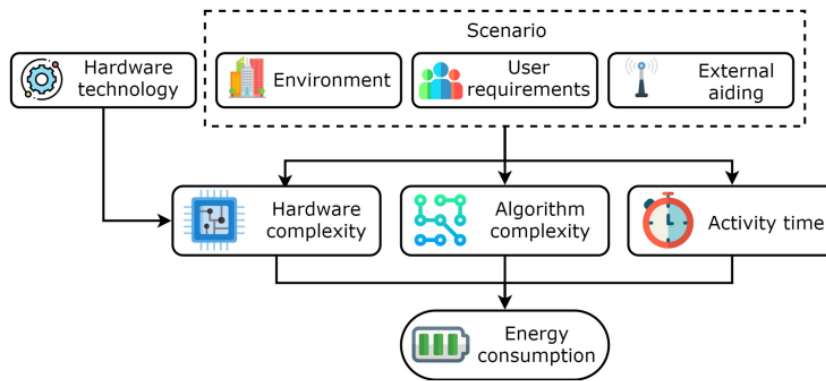 Scenario
Hardware
technology
Environment
User
requirements
External
aiding
Hardware
complexity
Algorithm
complexity
Activity time
Energy
consumption